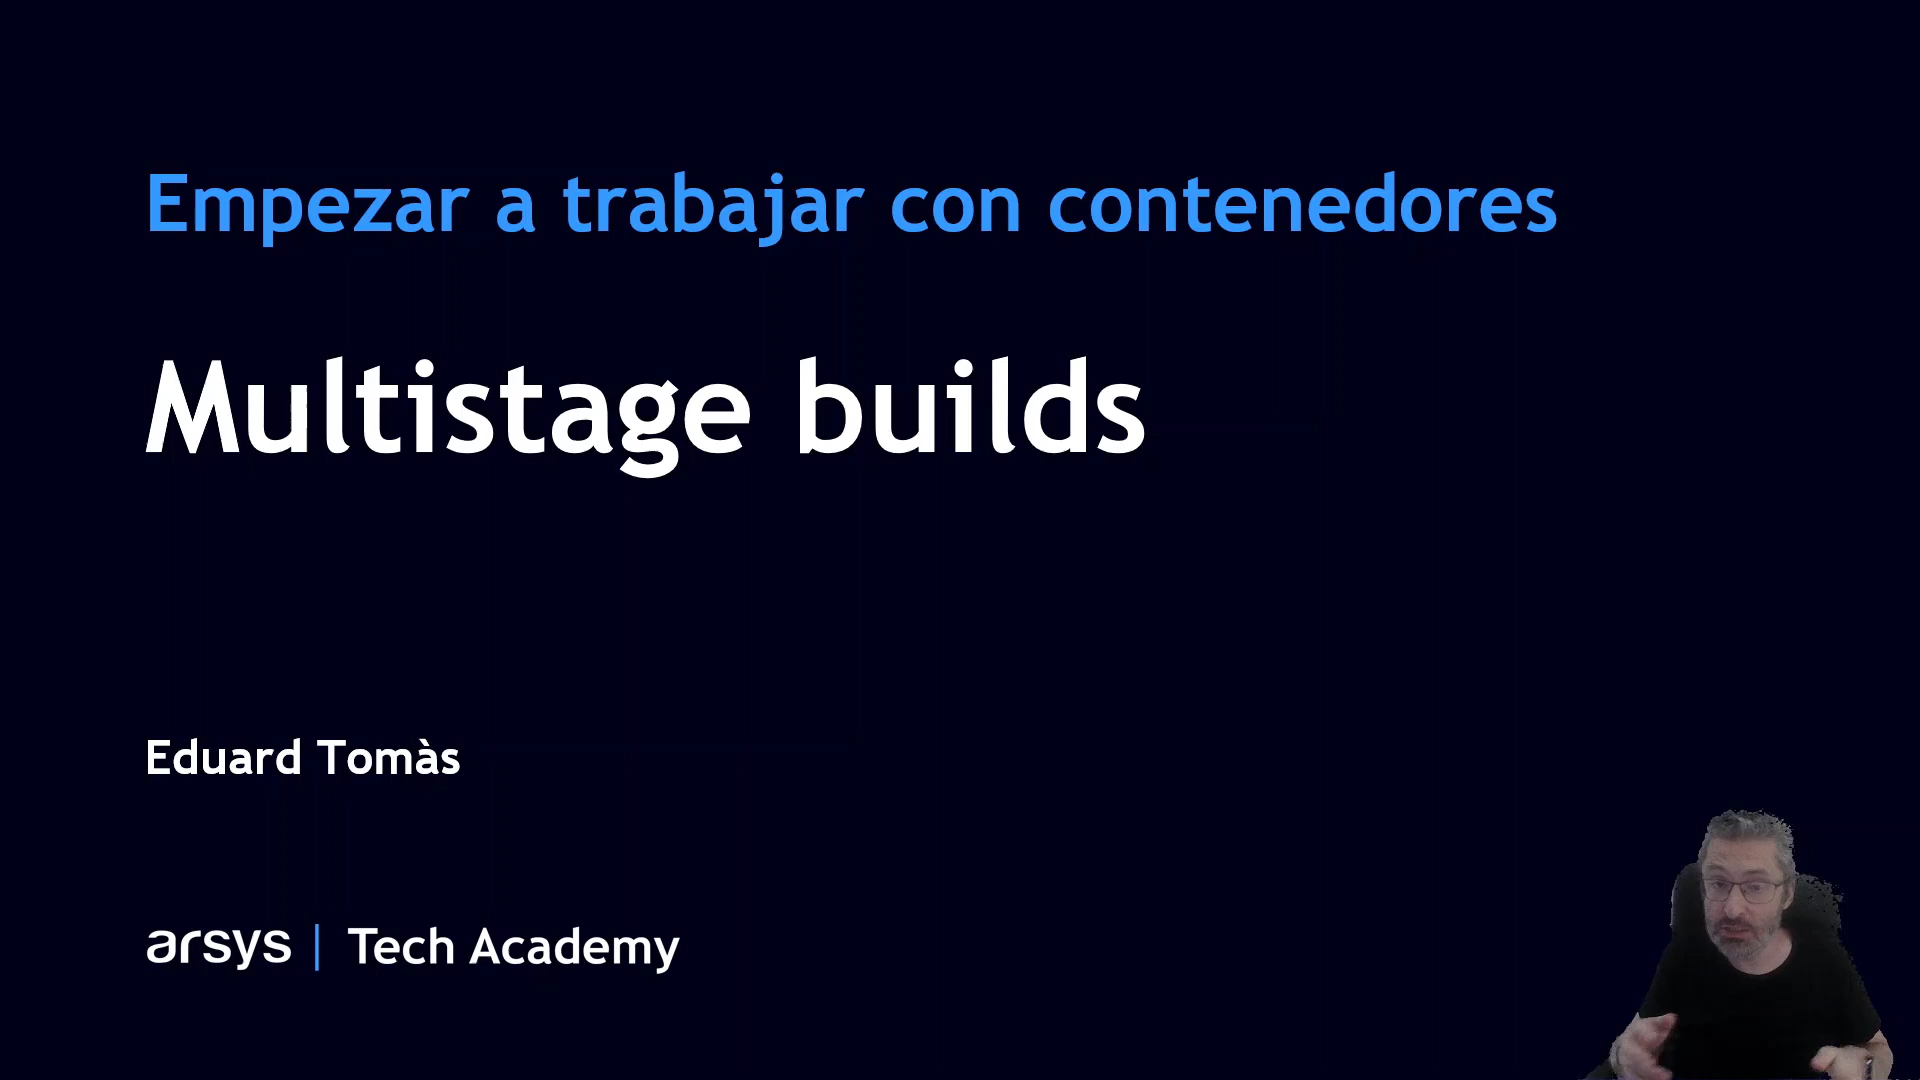 Empezar a trabajar con contenedores
Multistage builds
Eduard Tomàs
arsys | Tech Academy